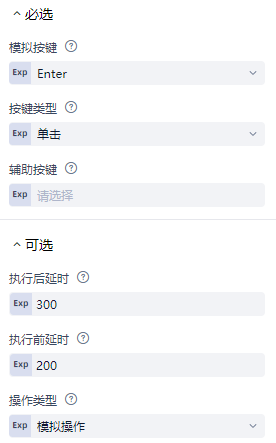 必选
模拟按键
Exp Enter
按键类型
Exp 单击
辅助按键
Exp 请选择
可选
执行后延时
Exp 300
执行前延时
Exp 200
操作类型
Exp 模拟操作